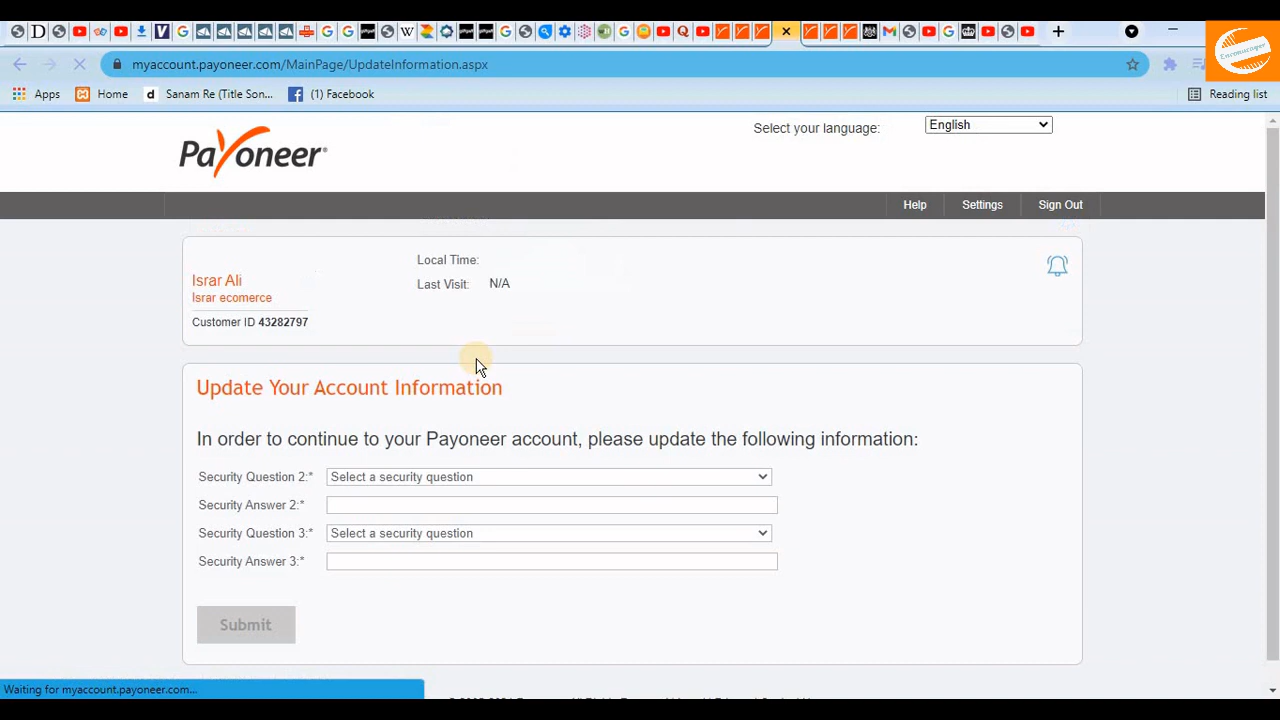 myaccount.payoneer.com/MainPage/UpdateInformation.aspx
Apps
Home
d
Sanam Re (Title Son...
(1) Facebook
Reading list
Payoneer
Select your language:
English
Help
Settings
Sign Out
Israr Ali
Israr ecomerce
Customer ID 43282797
Local Time:
Last Visit: N/A
Update Your Account Information
In order to continue to your Payoneer account, please update the following information:
Security Question 2:* Select a security question
Security Answer 2:*
Security Question 3:* Select a security question
Security Answer 3:*
Submit
Waiting for myaccount.payoneer.com...